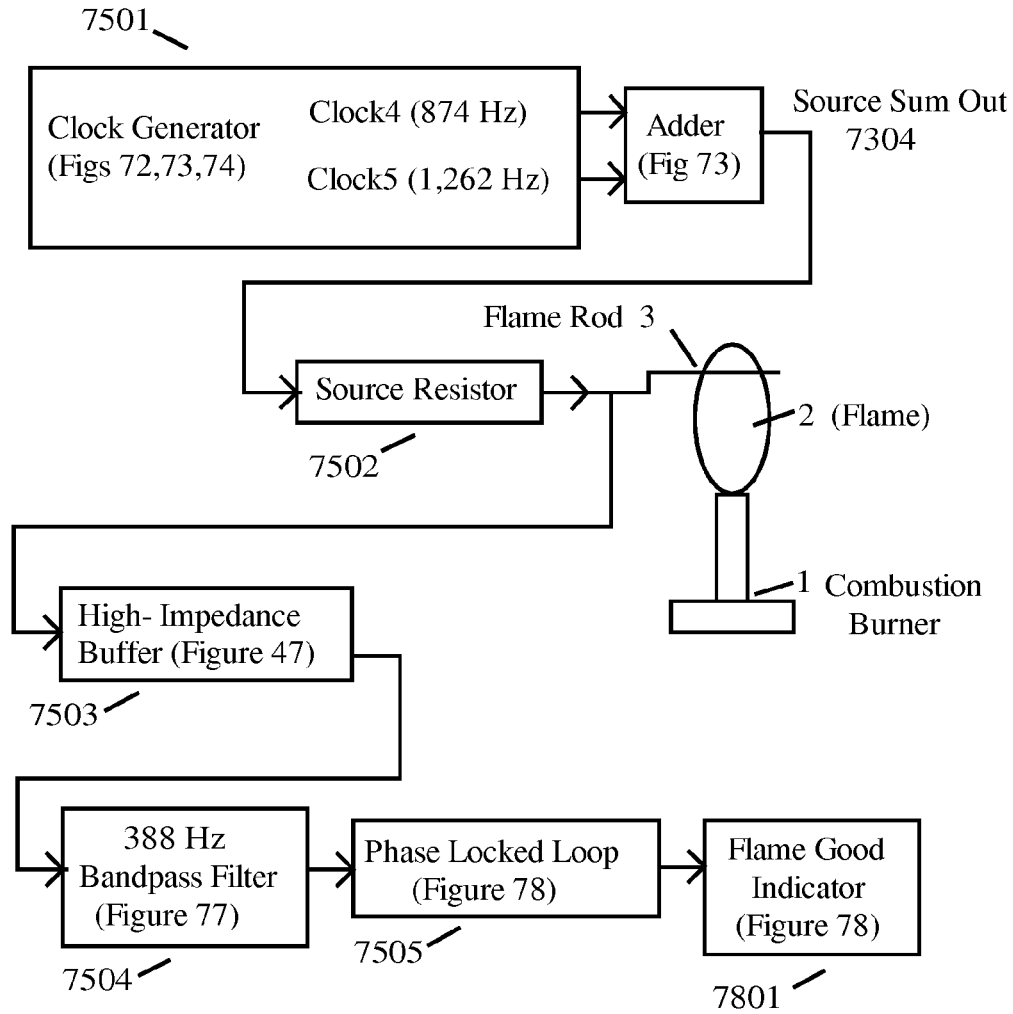 7501
Clock Generator
(Figs 72,73,74)
Clock4 (874 Hz)
Clock5 (1,262 Hz)
Adder
(Fig 73)
Source Sum Out
7304
Flame Rod 3
Source Resistor
7502
2 (Flame)
1 Combustion
Burner
High- Impedance
Buffer (Figure 47)
7503
388 Hz
Bandpass Filter
(Figure 77)
7504
Phase Locked Loop
(Figure 78)
7505
Flame Good
Indicator
(Figure 78)
7801